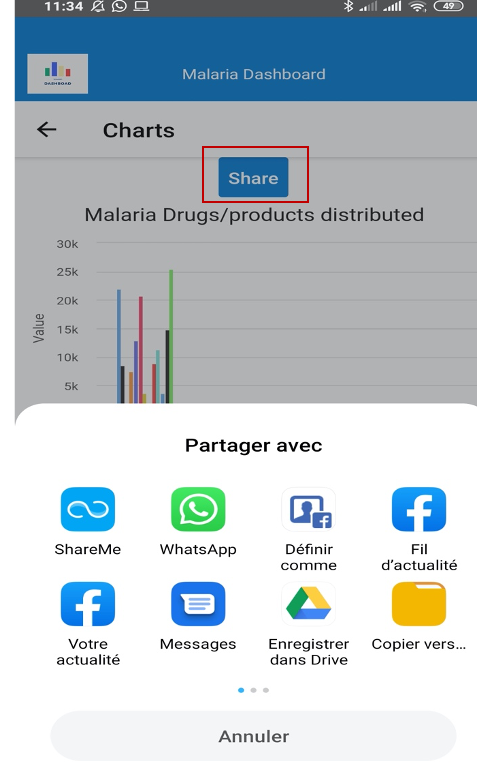 11:34
49
DASHBOARD
Malaria Dashboard
Charts
Share
Malaria Drugs/products distributed
30k
25k
20k
15k
10k
5k
Value
Partager avec
ShareMe
WhatsApp
Définir
comme
Fil
d’actualité
Votre
actualité
Messages
Enregistrer
dans Drive
Copier vers...
Annuler